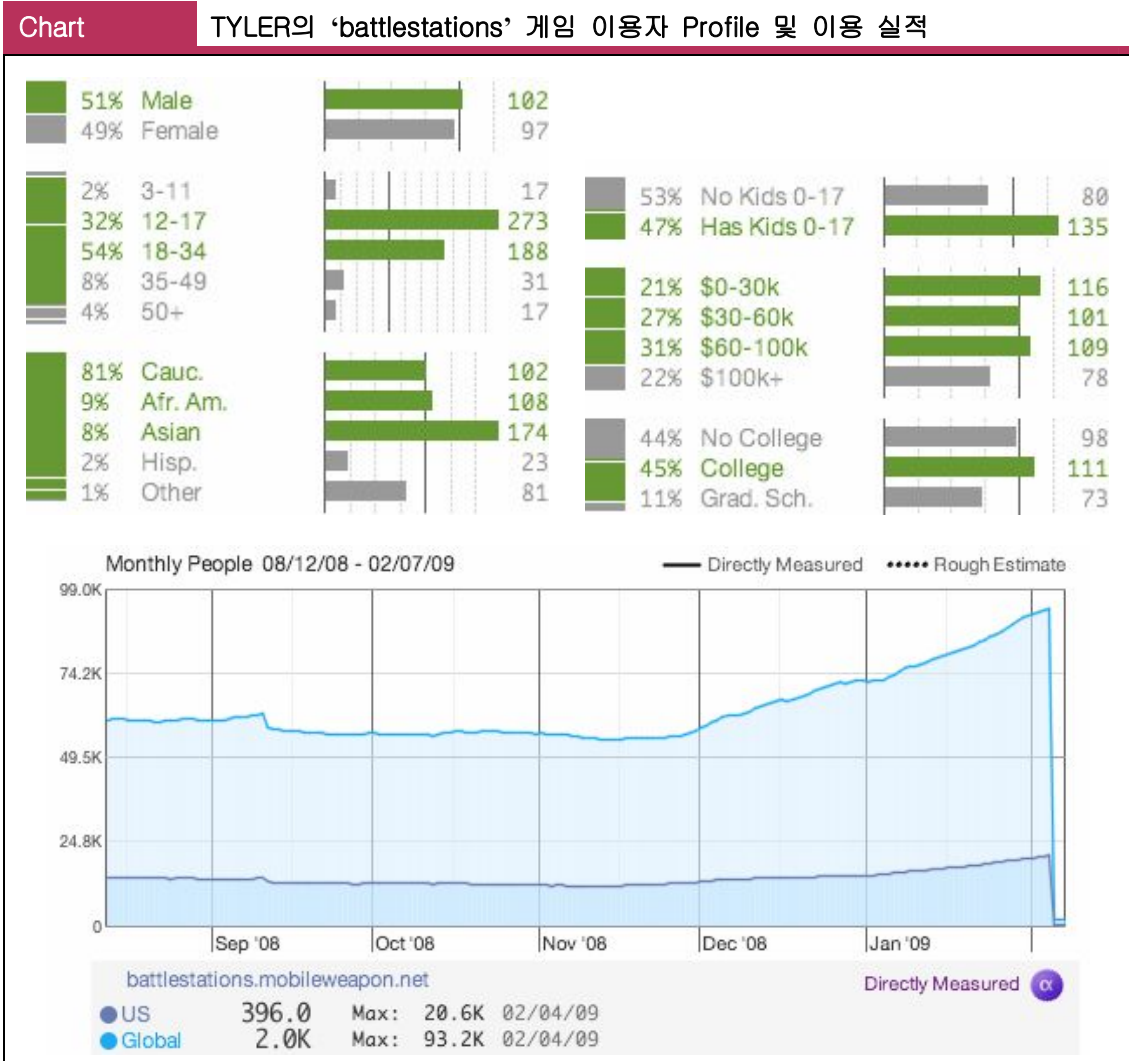 Chart
TYLER의 ‘battlestations’ 게임 이용자 Profile 및 이용 실적
51% Male 102
49% Female 97
2% 3-11 17
32% 12-17 273
54% 18-34 188
8% 35-49 31
4% 50+ 17
81% Cauc. 102
9% Afr. Am. 108
8% Asian 174
2% Hisp. 23
1% Other 81
53% No Kids 0-17 80
47% Has Kids 0-17 135
21% $0-30k 116
27% $30-60k 101
31% $60-100k 109
22% $100k+ 78
44% No College 98
45% College 111
11% Grad. Sch. 73
Monthly People 08/12/08 - 02/07/09
Directly Measured
Rough Estimate
99.0K
74.2K
49.5K
24.8K
0
Sep '08
Oct '08
Nov '08
Dec '08
Jan '09
battlestations.mobileweapon.net
Directly Measured α
US 396.0 Max: 20.6K 02/04/09
Global 2.0K Max: 93.2K 02/04/09